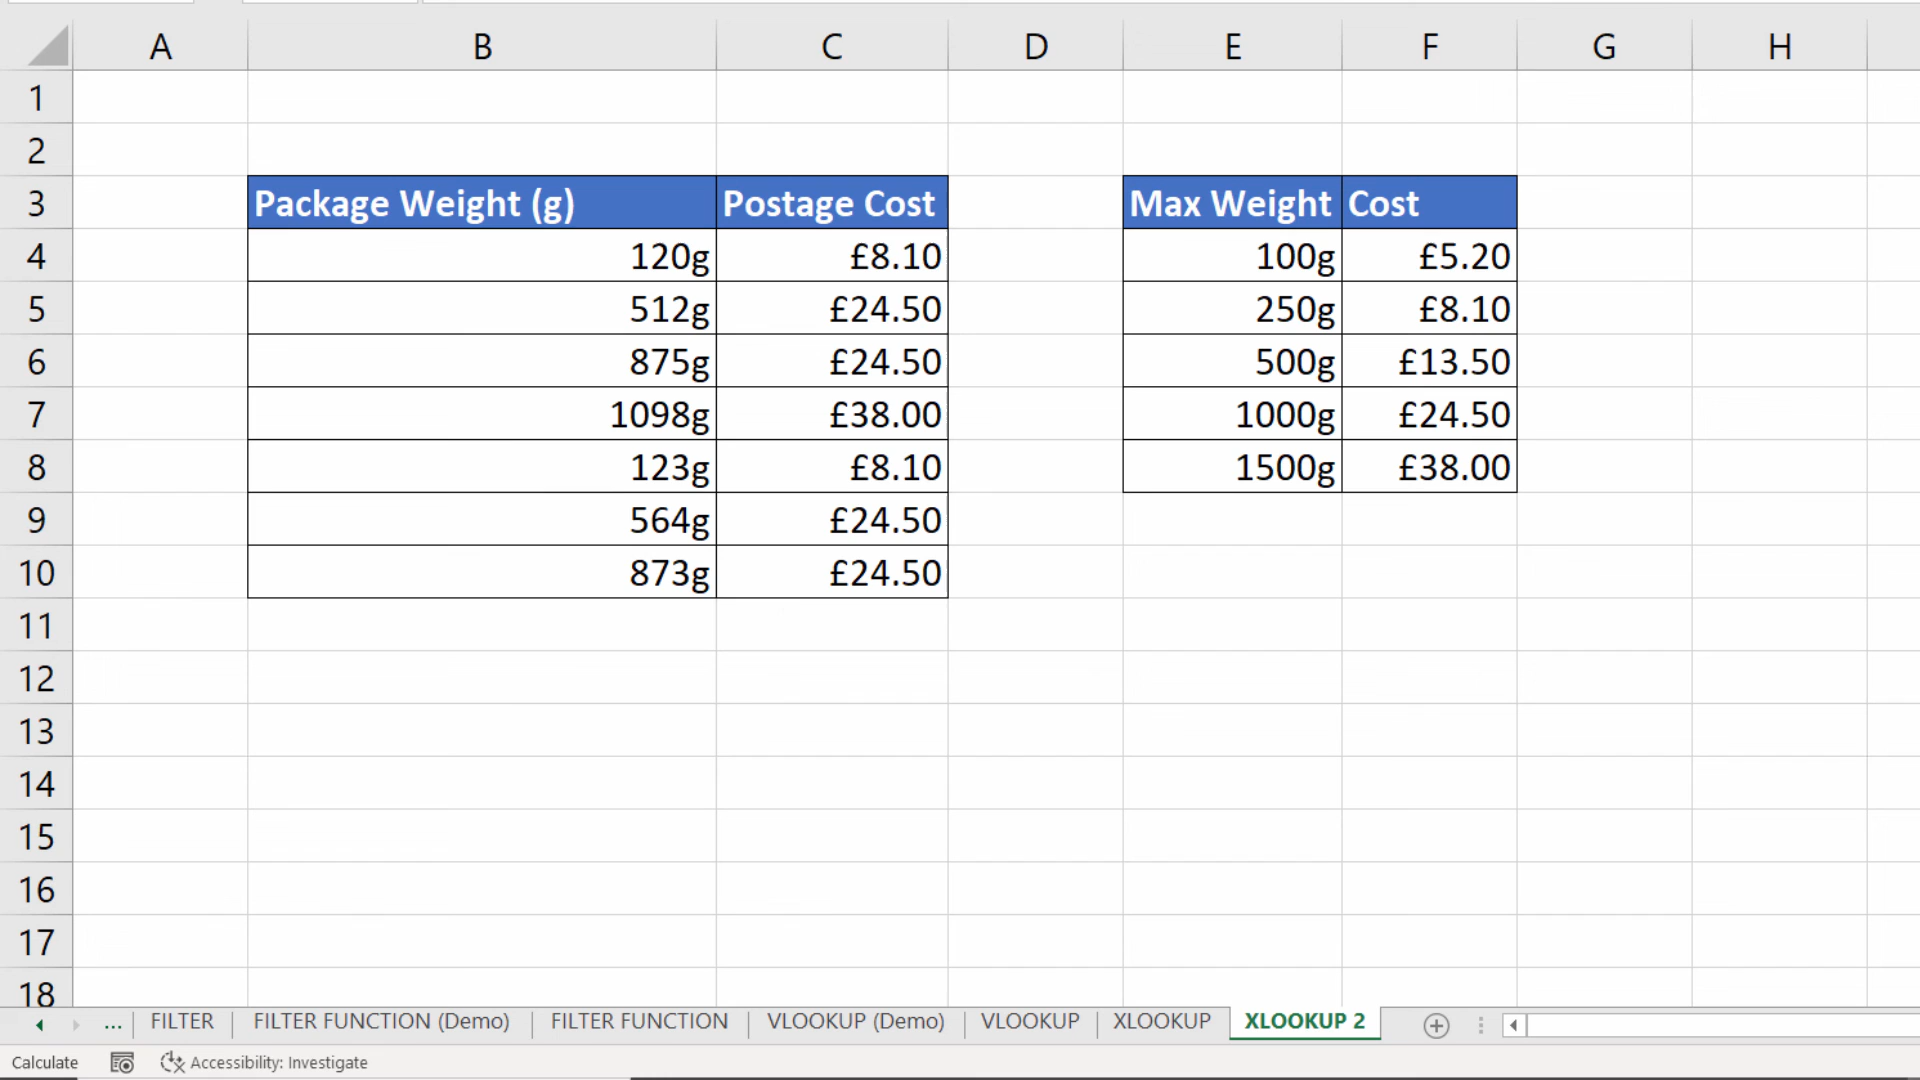 A B C D E F G H
1
2
3 Package Weight (g) Postage Cost Max Weight Cost
4 120g £8.10 100g £5.20
5 512g £24.50 250g £8.10
6 875g £24.50 500g £13.50
7 1098g £38.00 1000g £24.50
8 123g £8.10 1500g £38.00
9 564g £24.50
10 873g £24.50
11
12
13
14
15
16
17
18
... FILTER FILTER FUNCTION (Demo) FILTER FUNCTION VLOOKUP (Demo) VLOOKUP XLOOKUP XLOOKUP 2
Calculate Accessibility: Investigate